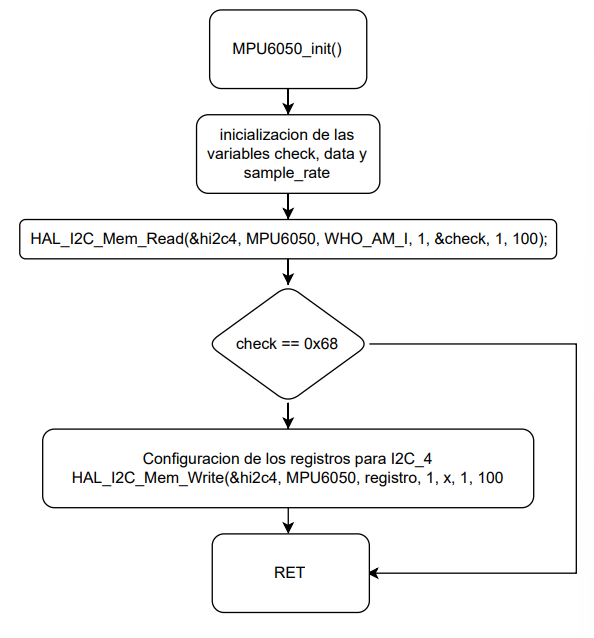 MPU6050_init()
inicializacion de las
variables check, data y
sample_rate
HAL_I2C_Mem_Read(&hi2c4, MPU6050, WHO_AM_I, 1, &check, 1, 100);
check == 0x68
Configuracion de los registros para I2C_4
HAL_I2C_Mem_Write(&hi2c4, MPU6050, registro, 1, x, 1, 100
RET